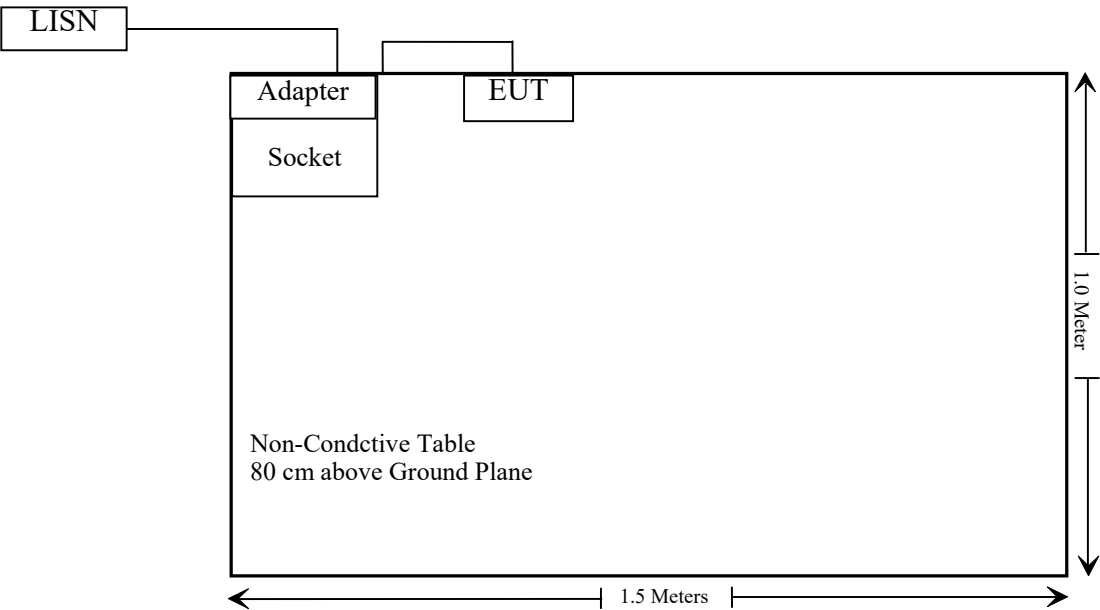 LISN
Adapter
EUT
Socket
1.0 Meter
Non-Condctive Table
80 cm above Ground Plane
1.5 Meters